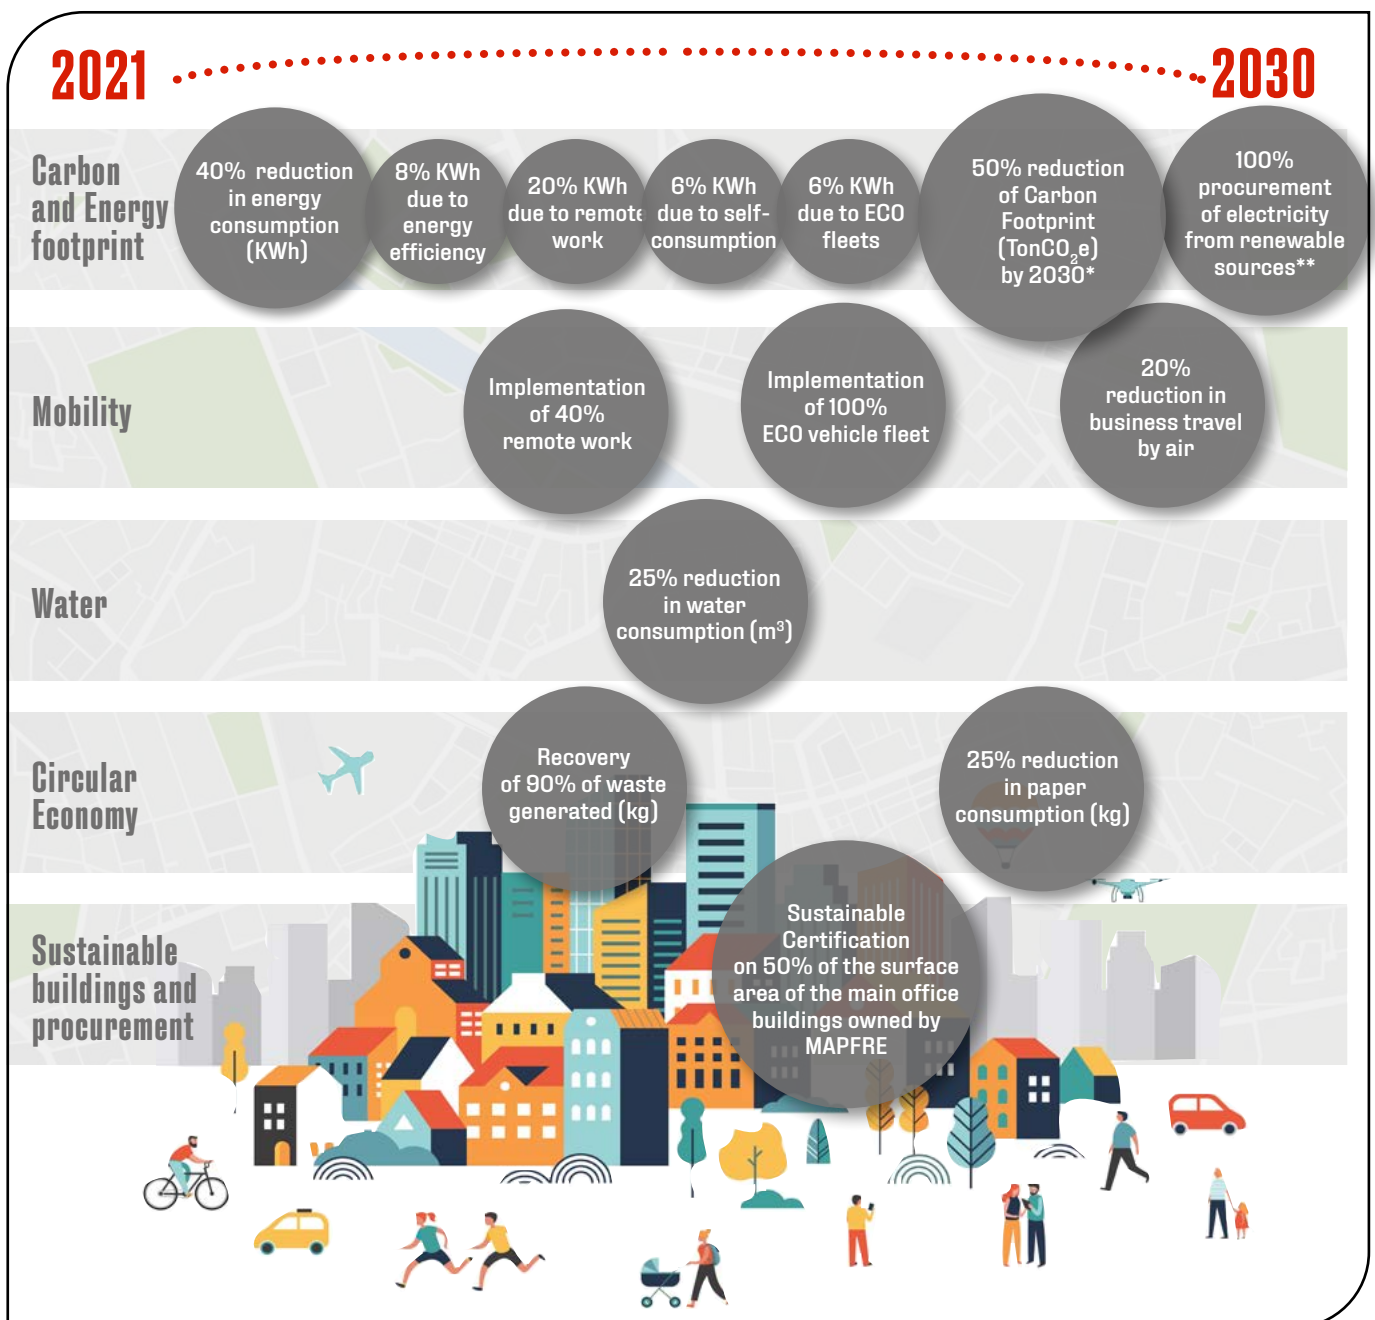 2021
2030
Carbon
and Energy
footprint
40% reduction
in energy
consumption
(KWh)
8% KWh
due to
energy
efficiency
20% KWh
due to remote
work
6% KWh
due to self-
consumption
6% KWh
due to ECO
fleets
50% reduction
of Carbon
Footprint
(TonCO₂e)
by 2030*
100%
procurement
of electricity
from renewable
sources**
Mobility
Implementation
of 40%
remote work
Implementation
of 100%
ECO vehicle fleet
20%
reduction in
business travel
by air
Water
25% reduction
in water
consumption (m³)
Circular
Economy
Recovery
of 90% of waste
generated (kg)
25% reduction
in paper
consumption (kg)
Sustainable
buildings and
procurement
Sustainable
Certification
on 50% of the surface
area of the main office
buildings owned by
MAPFRE